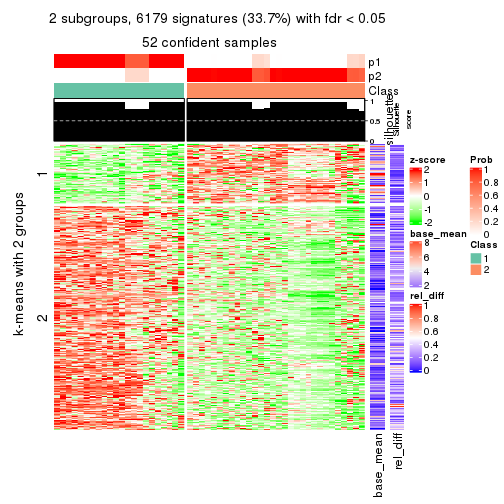 2 subgroups, 6179 signatures (33.7%) with fdr < 0.05
52 confident samples
p1
p2
Class
1
0.5
0
silhouette
Silhouette
score
k-means with 2 groups
1
2
base_mean
rel_diff
z-score
2
1
0
-1
-2
base_mean
8
6
4
2
rel_diff
1
0.8
0.6
0.4
0.2
0
Prob
1
0.8
0.6
0.4
0.2
0
Class
1
2